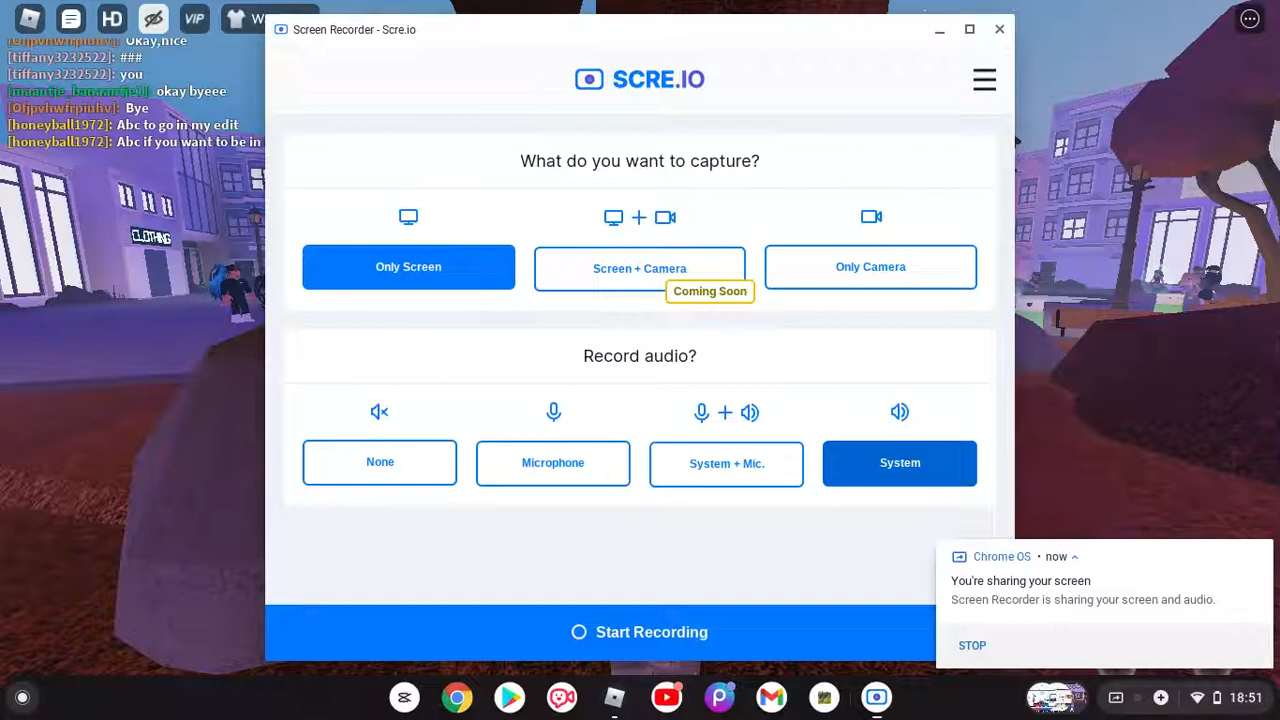 HD
VIP
W
Screen Recorder - Scre.io
Okay,nice
[tiffany3232522]: ###
[tiffany3232522]: you
okay byeee
[Ofjpvhwfrpiuhv]: Bye
[honeyball1972]: Abc to go in my edit
[honeyball1972]: Abc if you want to be in
CLOTHING
SCRE.IO
What do you want to capture?
Only Screen
Screen + Camera
Only Camera
Coming Soon
Record audio?
None
Microphone
System + Mic.
System
Start Recording
Chrome OS • now
You're sharing your screen
Screen Recorder is sharing your screen and audio.
STOP
18:51